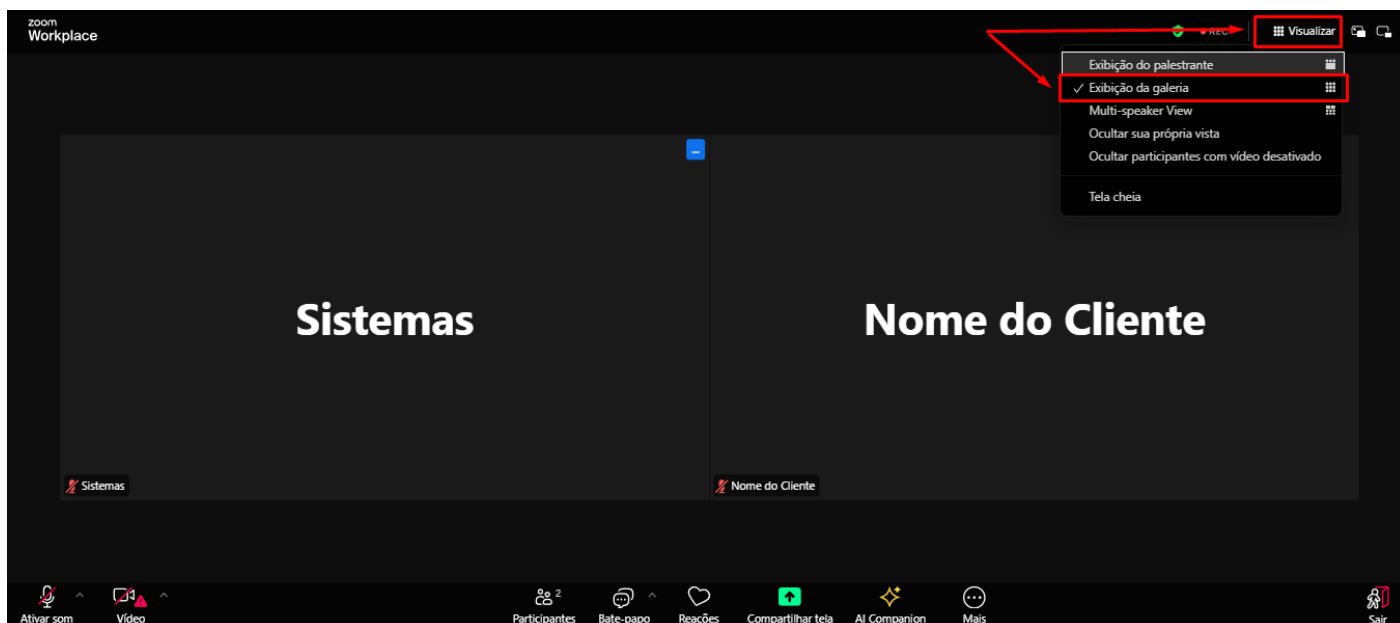 zoom
Workplace
REC
Visualizar
Exibição do palestrante
Exibição da galeria
Multi-speaker View
Ocultar sua própria vista
Ocultar participantes com vídeo desativado
Tela cheia
...
Sistemas
Nome do Cliente
Sistemas
Nome do Cliente
Ativar som
Vídeo
Participantes
2
Bate-papo
Reações
Compartilhar tela
AI Companion
Mais
Sair